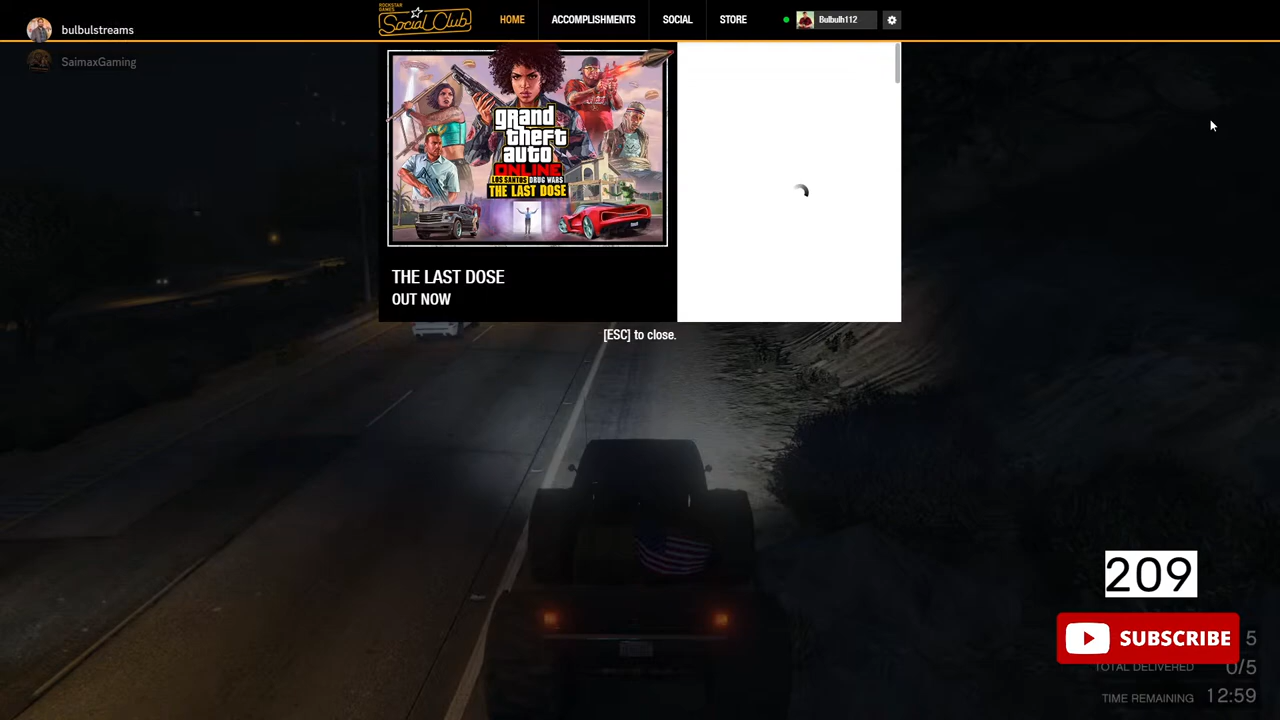 bulbulstreams
SaimaxGaming
ROCKSTAR GAMES
Social Club
HOME
ACCOMPLISHMENTS
SOCIAL
STORE
Bulbulh112
grand
theft
auto
ONLINE
LOS SANTOS DRUG WARS
THE LAST DOSE
THE LAST DOSE
OUT NOW
[ESC] to close.
209
SUBSCRIBE
5
TOTAL DELIVERED 0/5
TIME REMAINING 12:59